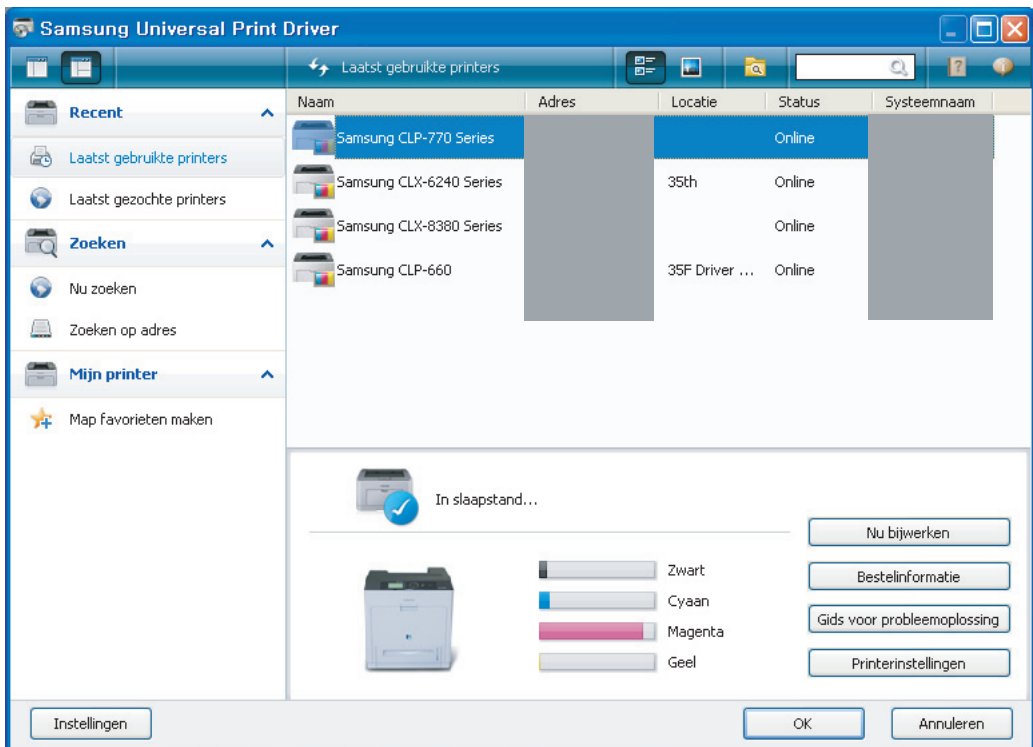 Samsung Universal Print Driver
Laatst gebruikte printers
Recent
Laatst gebruikte printers
Laatst gezochte printers
Zoeken
Nu zoeken
Zoeken op adres
Mijn printer
Map favorieten maken
Naam Adres Locatie Status Systeemnaam
Samsung CLP-770 Series Online
Samsung CLX-6240 Series 35th Online
Samsung CLX-8380 Series Online
Samsung CLP-660 35F Driver ... Online
In slaapstand...
Zwart
Cyaan
Magenta
Geel
Nu bijwerken
Bestelinformatie
Gids voor probleemoplossing
Printerinstellingen
Instellingen OK Annuleren